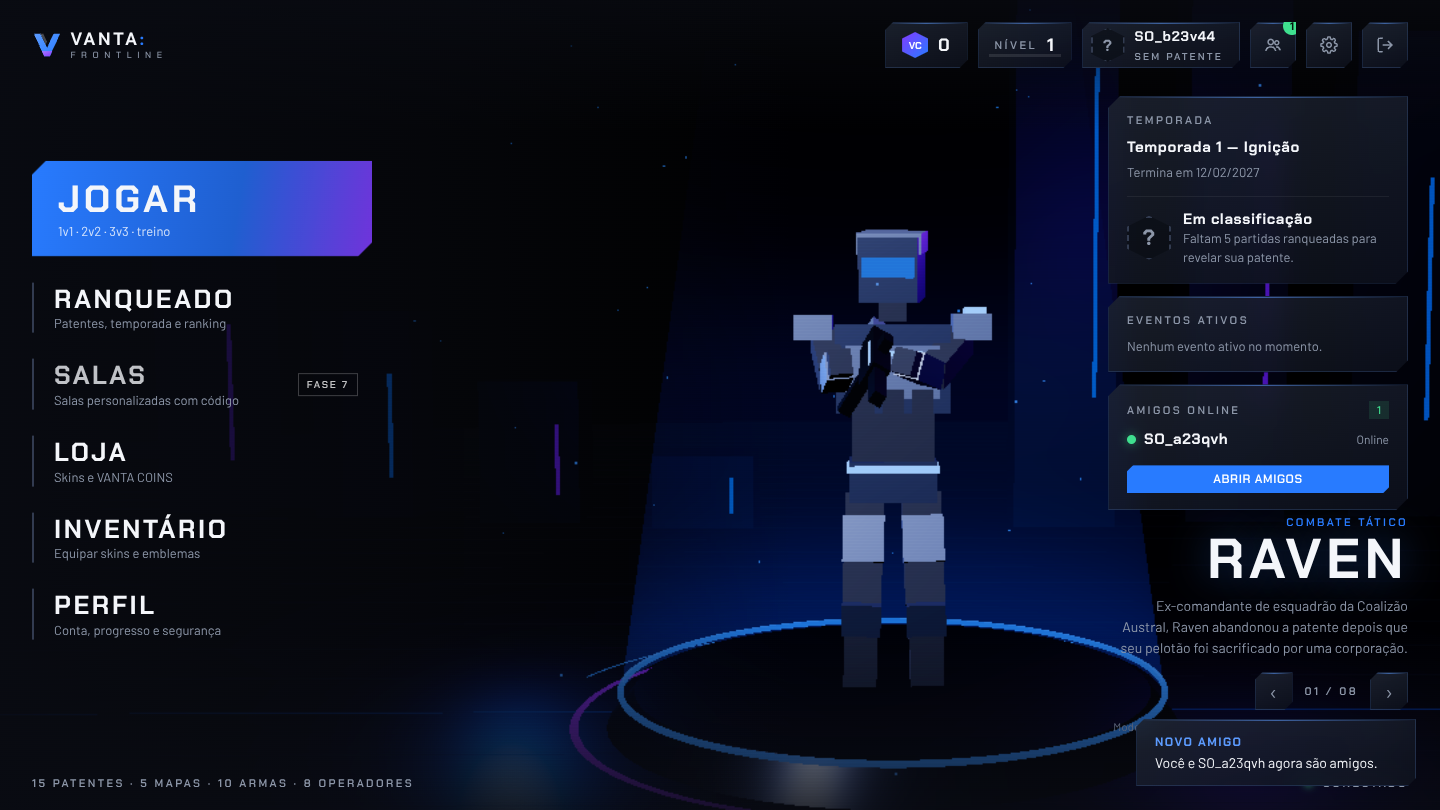 VANTA:
FRONTLINE
VC 0
NÍVEL 1
?
SO_b23v44
SEM PATENTE
1
JOGAR
1v1 · 2v2 · 3v3 · treino
RANQUEADO
Patentes, temporada e ranking
SALAS
Salas personalizadas com código
FASE 7
LOJA
Skins e VANTA COINS
INVENTÁRIO
Equipar skins e emblemas
PERFIL
Conta, progresso e segurança
TEMPORADA
Temporada 1 — Ignição
Termina em 12/02/2027
?
Em classificação
Faltam 5 partidas ranqueadas para
revelar sua patente.
EVENTOS ATIVOS
Nenhum evento ativo no momento.
AMIGOS ONLINE 1
SO_a23qvh Online
ABRIR AMIGOS
COMBATE TÁTICO
RAVEN
Ex-comandante de esquadrão da Coalizão
Austral, Raven abandonou a patente depois que
seu pelotão foi sacrificado por uma corporação.
‹ 01 / 08 ›
NOVO AMIGO
Você e SO_a23qvh agora são amigos.
15 PATENTES · 5 MAPAS · 10 ARMAS · 8 OPERADORES